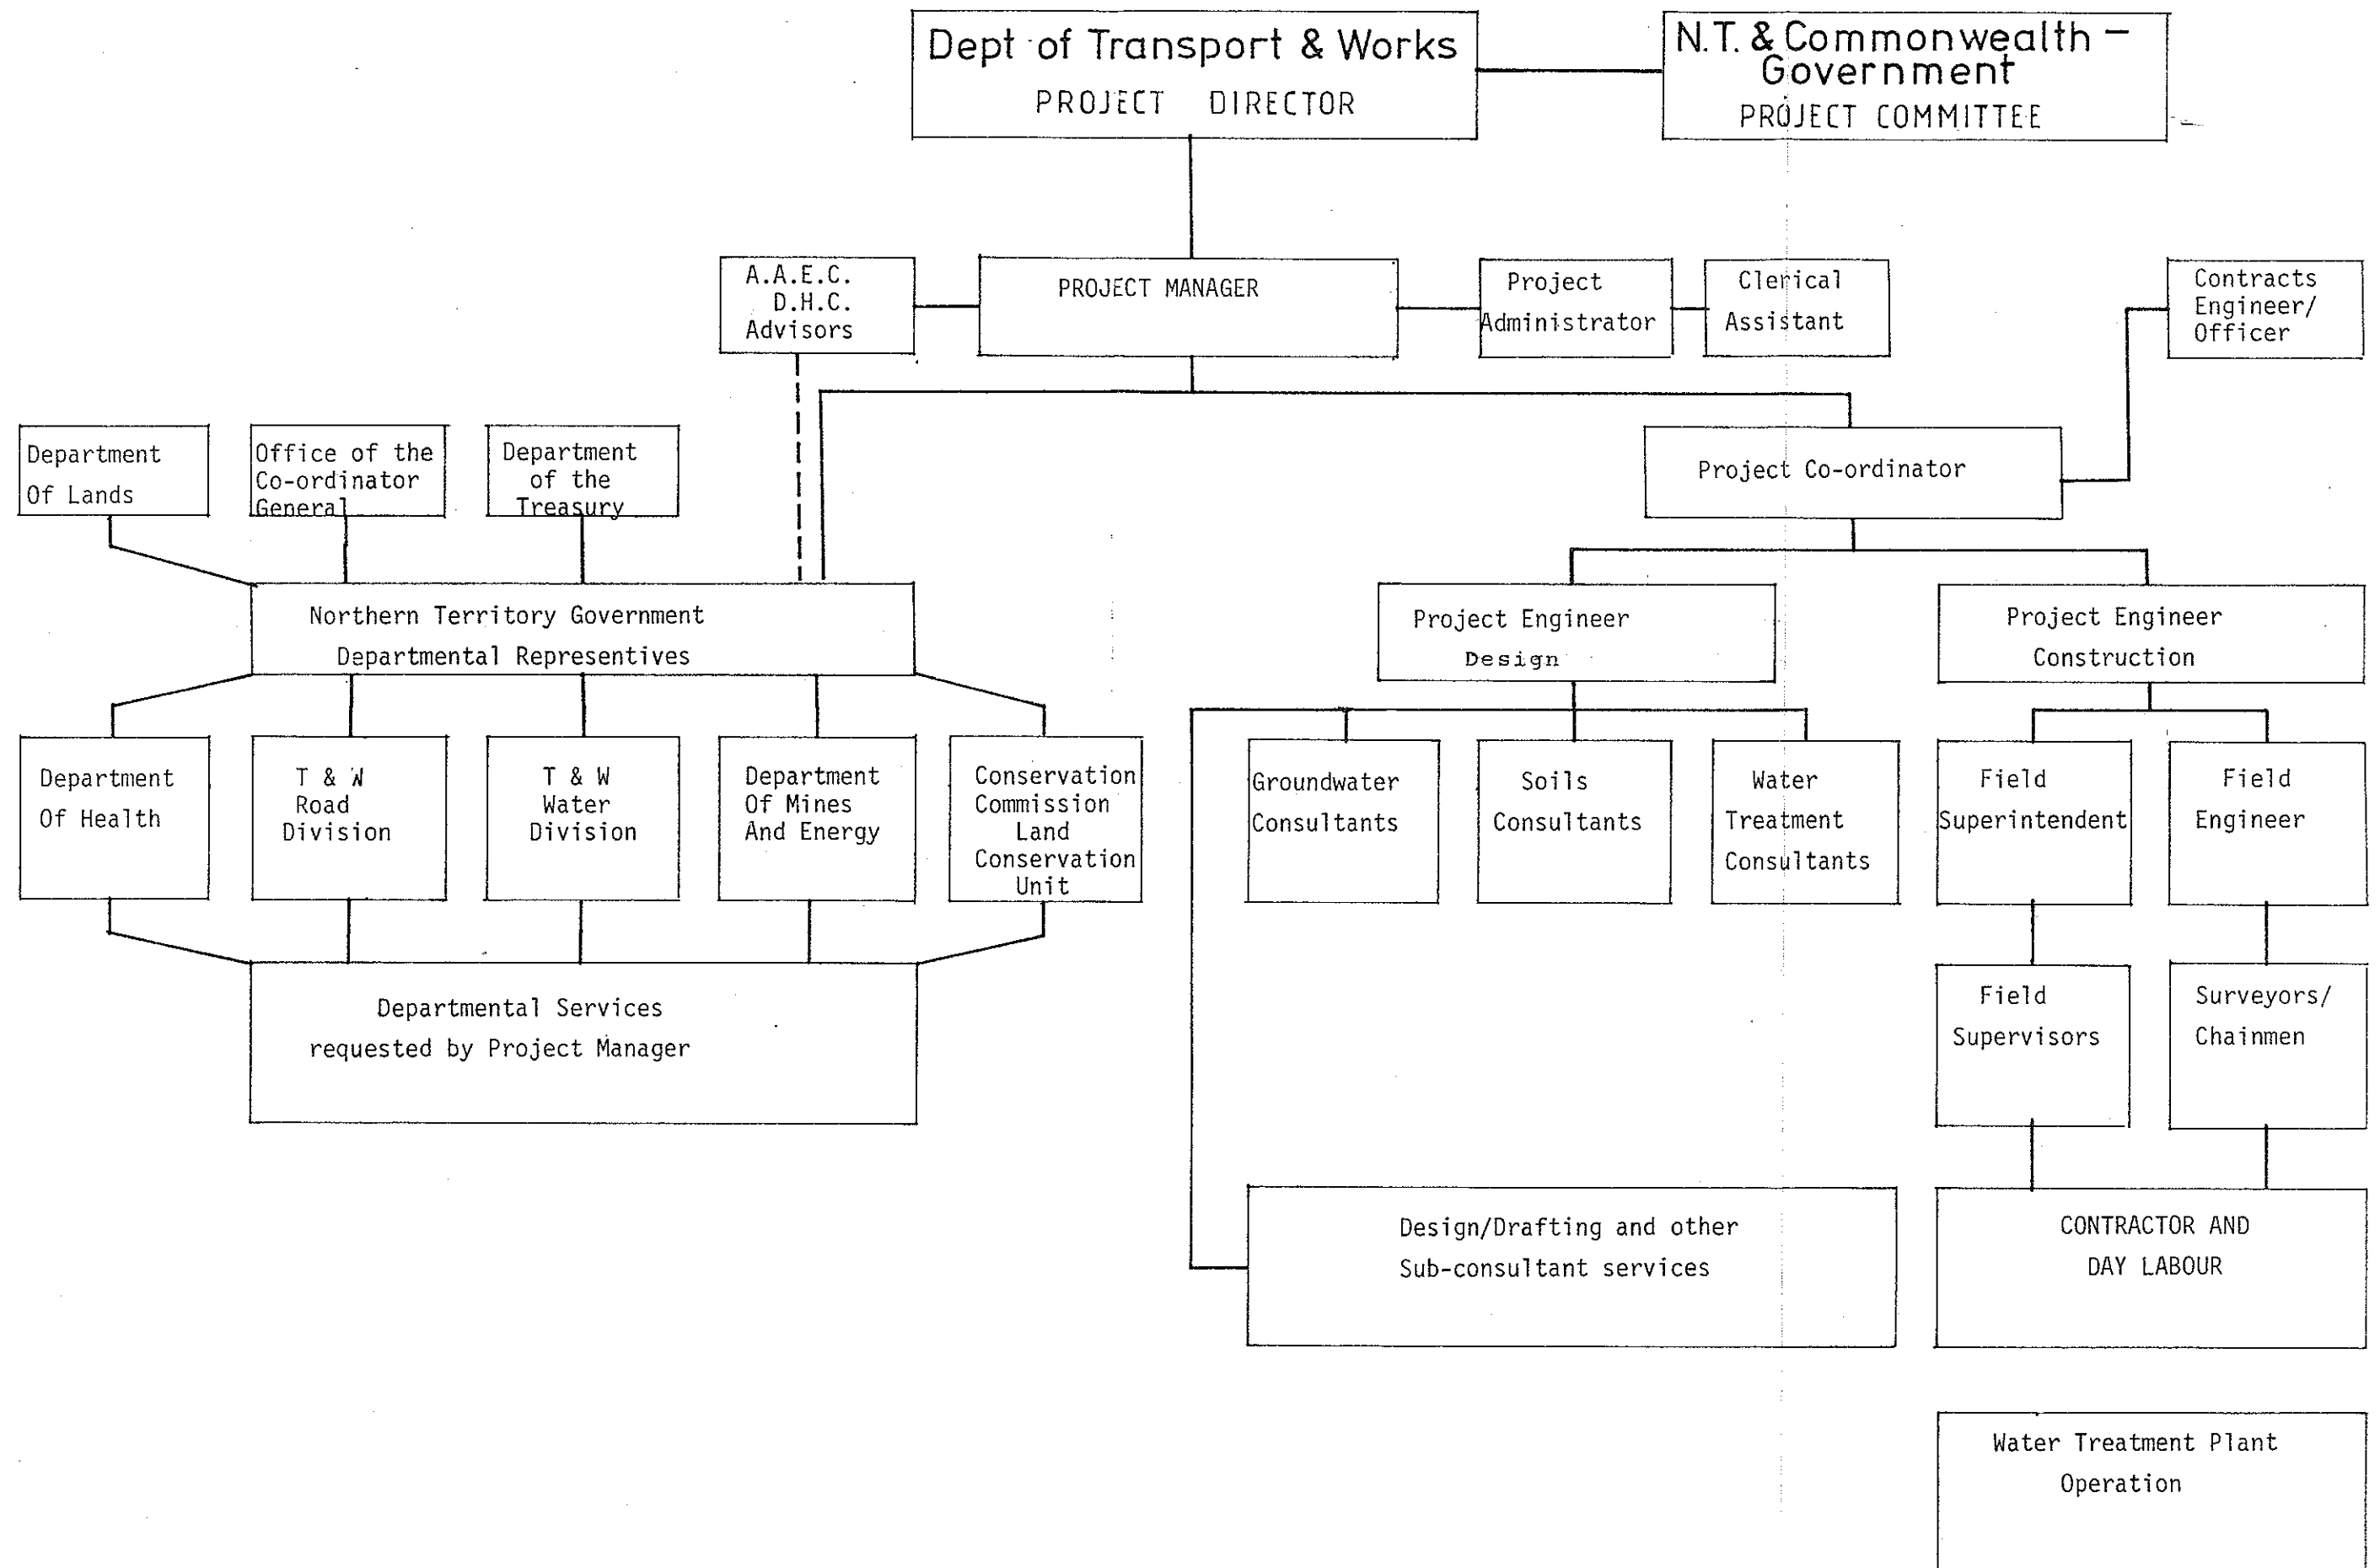 Dept of Transport & Works
PROJECT DIRECTOR
N.T. & Commonwealth –
Government
PROJECT COMMITTEE
A.A.E.C.
D.H.C.
Advisors
PROJECT MANAGER
Project
Administrator
Clerical
Assistant
Contracts
Engineer/
Officer
Department
Of Lands
Office of the
Co-ordinator
General
Department
of the
Treasury
Project Co-ordinator
Northern Territory Government
Departmental Representives
Project Engineer
Design
Project Engineer
Construction
Department
Of Health
T & W
Road
Division
T & W
Water
Division
Department
Of Mines
And Energy
Conservation
Commission
Land
Conservation
Unit
Groundwater
Consultants
Soils
Consultants
Water
Treatment
Consultants
Field
Superintendent
Field
Engineer
Departmental Services
requested by Project Manager
Field
Supervisors
Surveyors/
Chainmen
Design/Drafting and other
Sub-consultant services
CONTRACTOR AND
DAY LABOUR
Water Treatment Plant
Operation